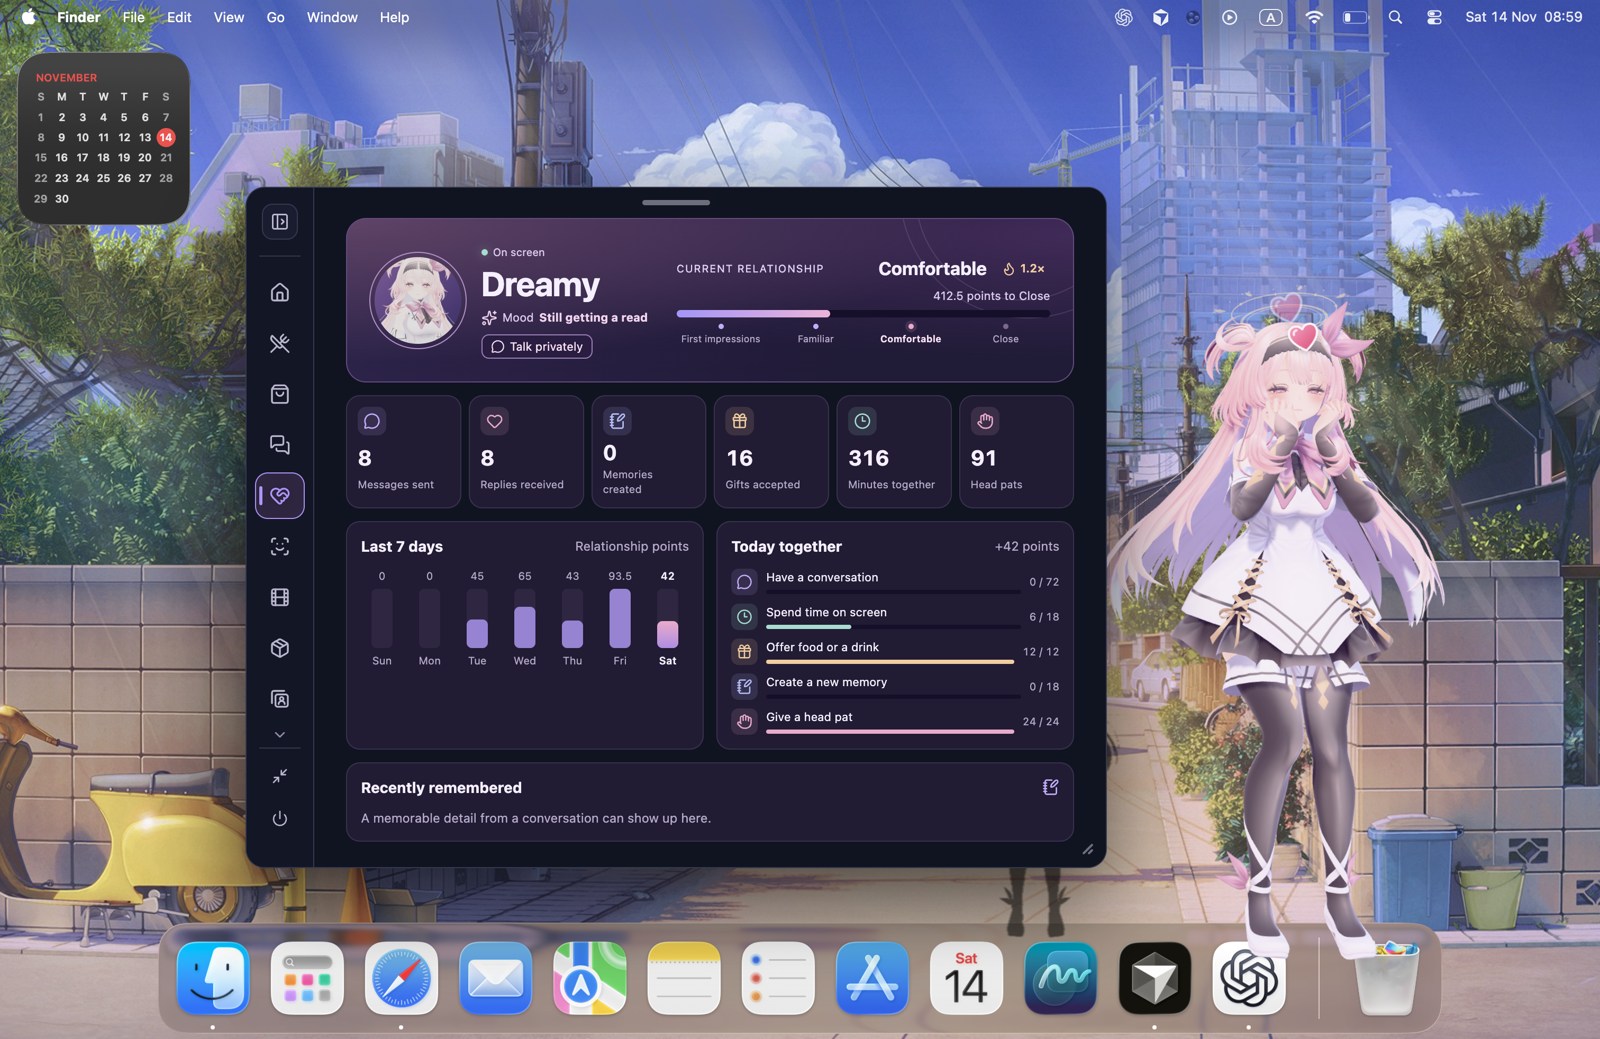 Finder File Edit View Go Window Help
A
Sat 14 Nov 08:59
NOVEMBER
S M T W T F S
1 2 3 4 5 6 7
8 9 10 11 12 13 14
15 16 17 18 19 20 21
22 23 24 25 26 27 28
29 30
On screen
Dreamy
Mood Still getting a read
Talk privately
CURRENT RELATIONSHIP
Comfortable 1.2×
412.5 points to Close
First impressions Familiar Comfortable Close
8
Messages sent
8
Replies received
0
Memories
created
16
Gifts accepted
316
Minutes together
91
Head pats
Last 7 days Relationship points
0 0 45 65 43 93.5 42
Sun Mon Tue Wed Thu Fri Sat
Today together +42 points
Have a conversation 0 / 72
Spend time on screen 6 / 18
Offer food or a drink 12 / 12
Create a new memory 0 / 18
Give a head pat 24 / 24
Recently remembered
A memorable detail from a conversation can show up here.
Sat
14